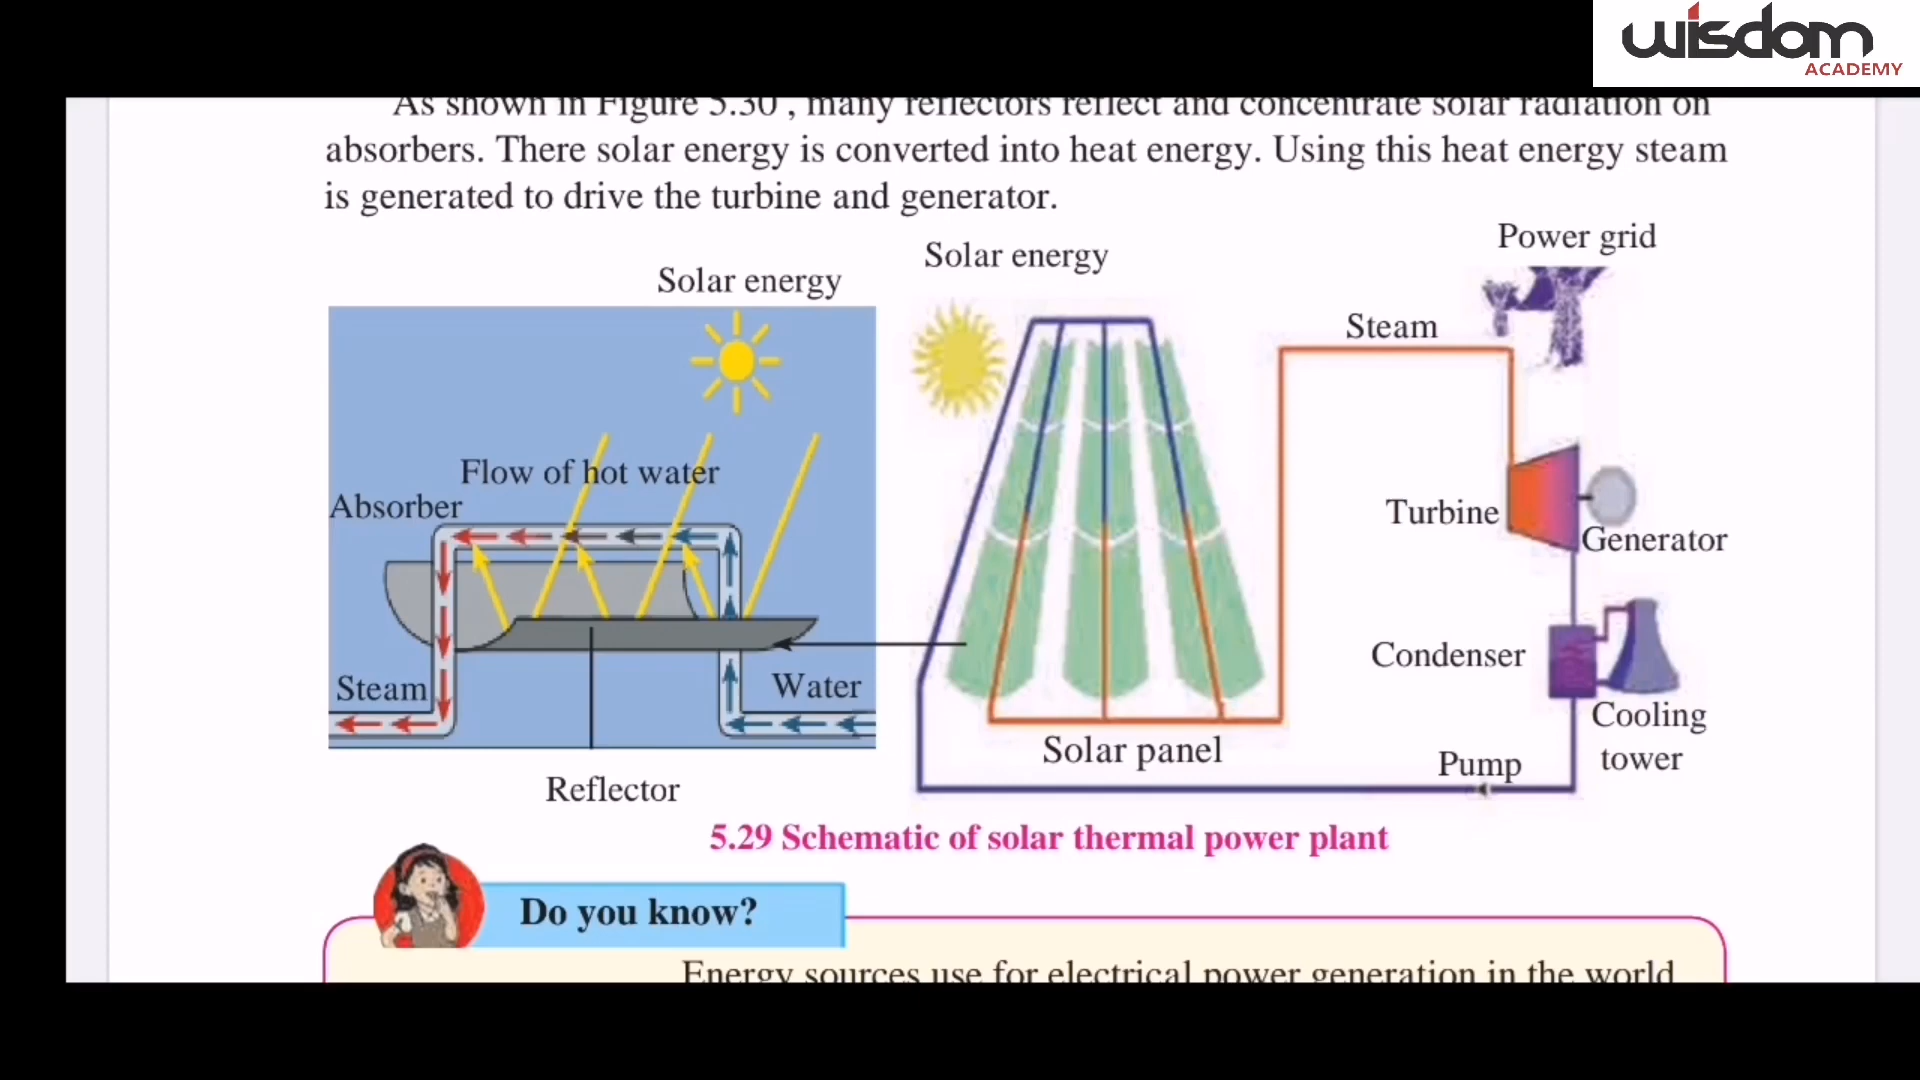 wisdom
ACADEMY
As shown in Figure 5.30 , many reflectors reflect and concentrate solar radiation on
absorbers. There solar energy is converted into heat energy. Using this heat energy steam
is generated to drive the turbine and generator.
Solar energy
Flow of hot water
Absorber
Steam
Water
Reflector
Solar energy
Power grid
Steam
Turbine
Generator
Condenser
Cooling
tower
Solar panel
Pump
5.29 Schematic of solar thermal power plant
Do you know?
Energy sources use for electrical power generation in the world